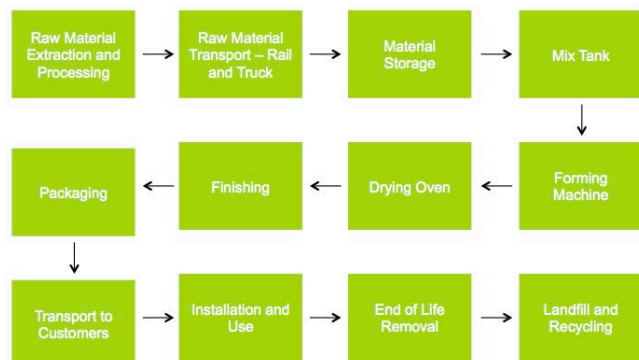 Raw Material
Extraction and
Processing
Raw Material
Transport – Rail
and Truck
Material
Storage
Mix Tank
Forming
Machine
Drying Oven
Finishing
Packaging
Transport to
Customers
Installation and
Use
End of Life
Removal
Landfill and
Recycling